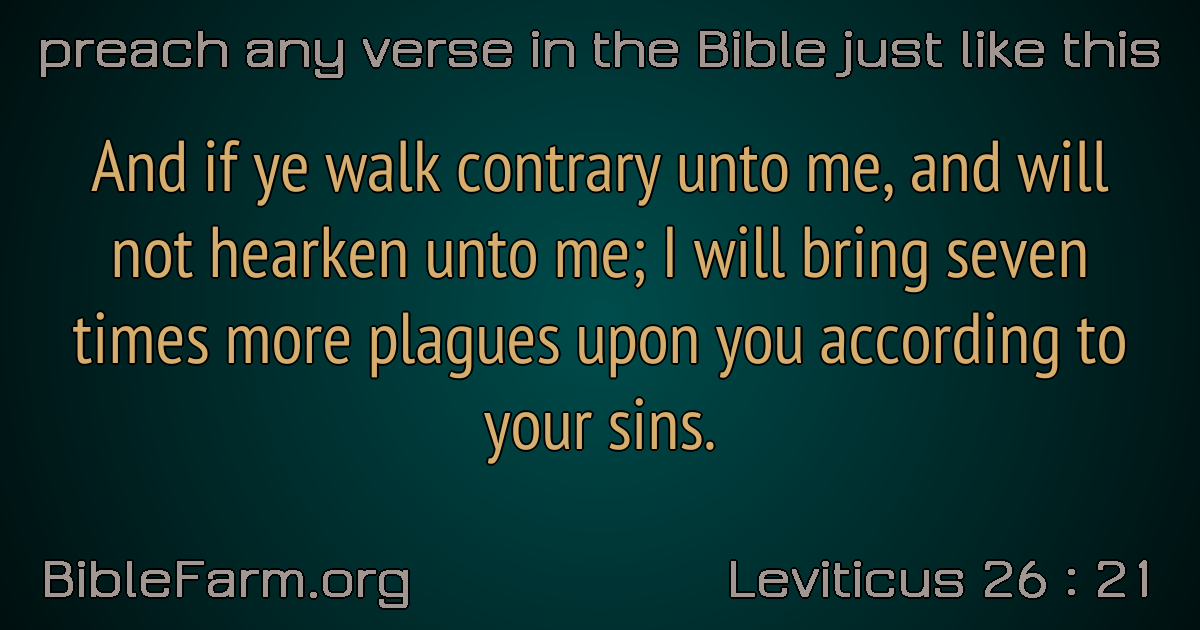 preach any verse in the Bible just like this
And if ye walk contrary unto me, and will
not hearken unto me; I will bring seven
times more plagues upon you according to
your sins.
BibleFarm.org
Leviticus 26 : 21